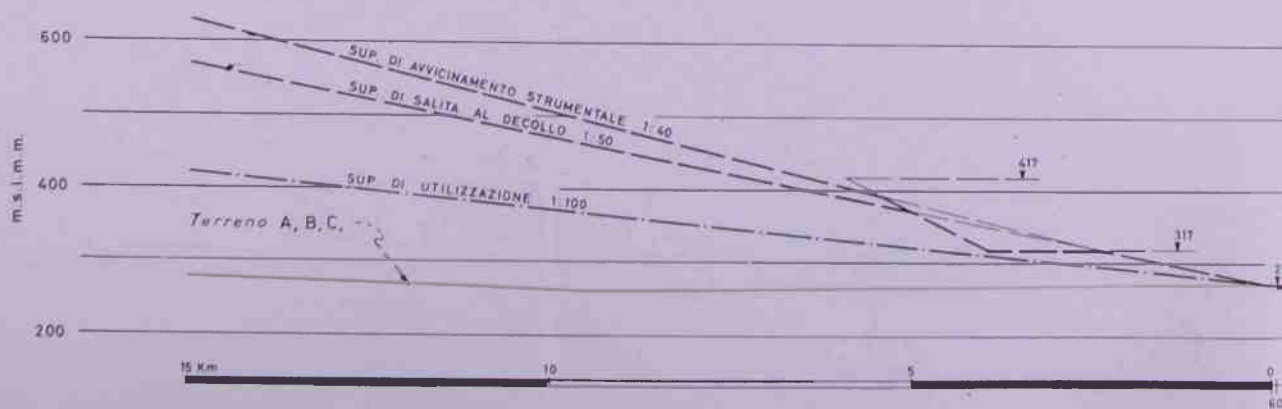 600
SUP. DI AVVICINAMENTO STRUMENTALE 1:40
SUP. DI SALITA AL DECOLLO 1:50
m.s.l.m.m.
417
400
SUP. DI UTILIZZAZIONE 1:100
Terreno A, B, C,
317
200
15 Km
10
5
0
60